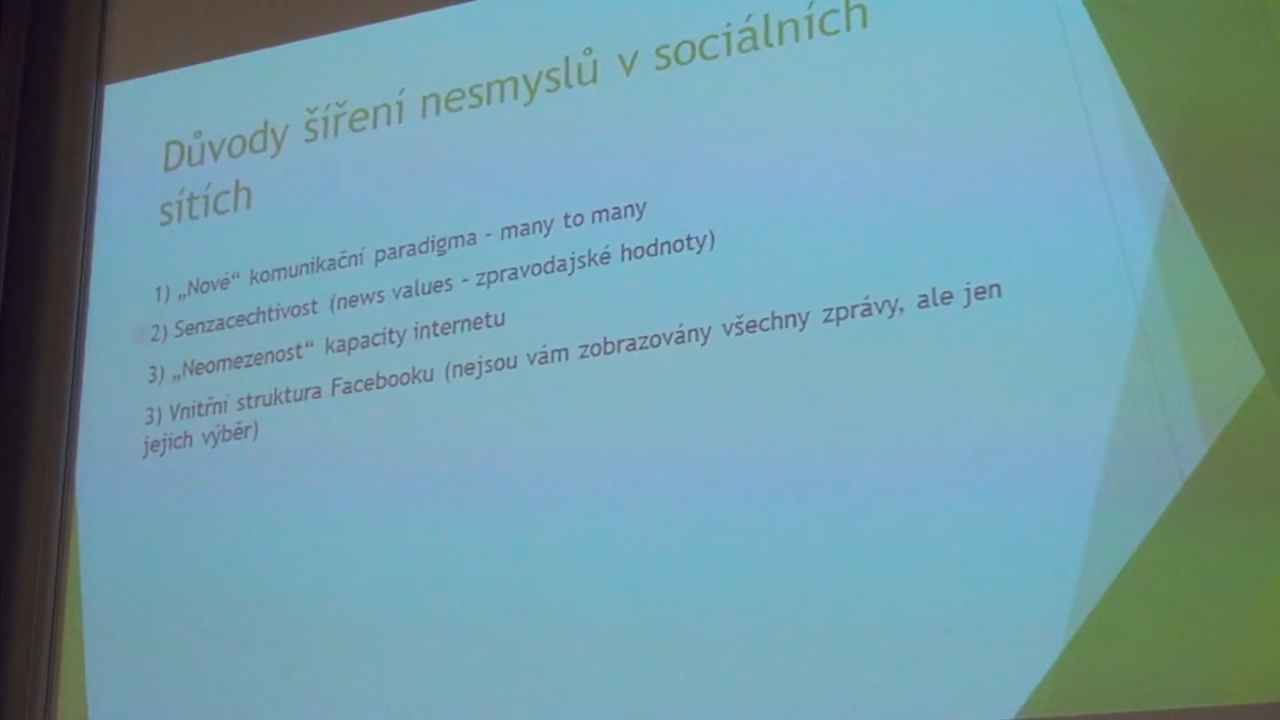 Důvody šíření nesmyslů v sociálních
sítích
1) „Nové“ komunikační paradigma - many to many
2) Senzacechtivost (news values - zpravodajské hodnoty)
3) „Neomezenost“ kapacity internetu
3) Vnitřní struktura Facebooku (nejsou vám zobrazovány všechny zprávy, ale jen
jejich výběr)